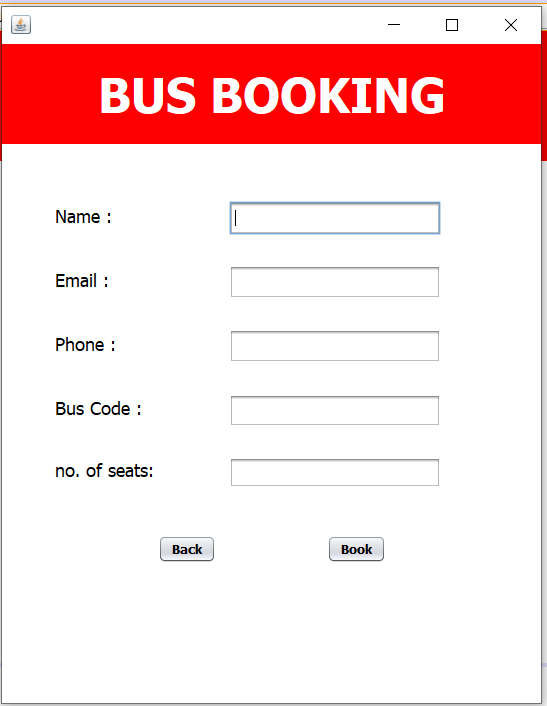 BUS BOOKING
Name :
Email :
Phone :
Bus Code :
no. of seats:
Back Book